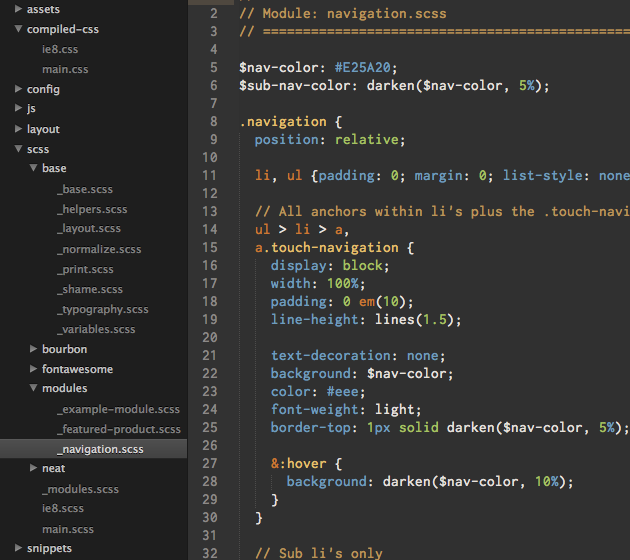 assets
compiled-css
ie8.css
main.css
config
js
layout
scss
base
_base.scss
_helpers.scss
_layout.scss
_normalize.scss
_print.scss
_shame.scss
_typography.scss
_variables.scss
bourbon
fontawesome
modules
_example-module.scss
_featured-product.scss
_navigation.scss
neat
_modules.scss
ie8.scss
main.scss
snippets
2 // Module: navigation.scss
3 // ==============================================
4
5 $nav-color: #E25A20;
6 $sub-nav-color: darken($nav-color, 5%);
7
8 .navigation {
9 position: relative;
10
11 li, ul {padding: 0; margin: 0; list-style: none
12
13 // All anchors within li's plus the .touch-navi
14 ul > li > a,
15 a.touch-navigation {
16 display: block;
17 width: 100%;
18 padding: 0 em(10);
19 line-height: lines(1.5);
20
21 text-decoration: none;
22 background: $nav-color;
23 color: #eee;
24 font-weight: light;
25 border-top: 1px solid darken($nav-color, 5%);
26
27 &:hover {
28 background: darken($nav-color, 10%);
29 }
30 }
31
32 // Sub li's only